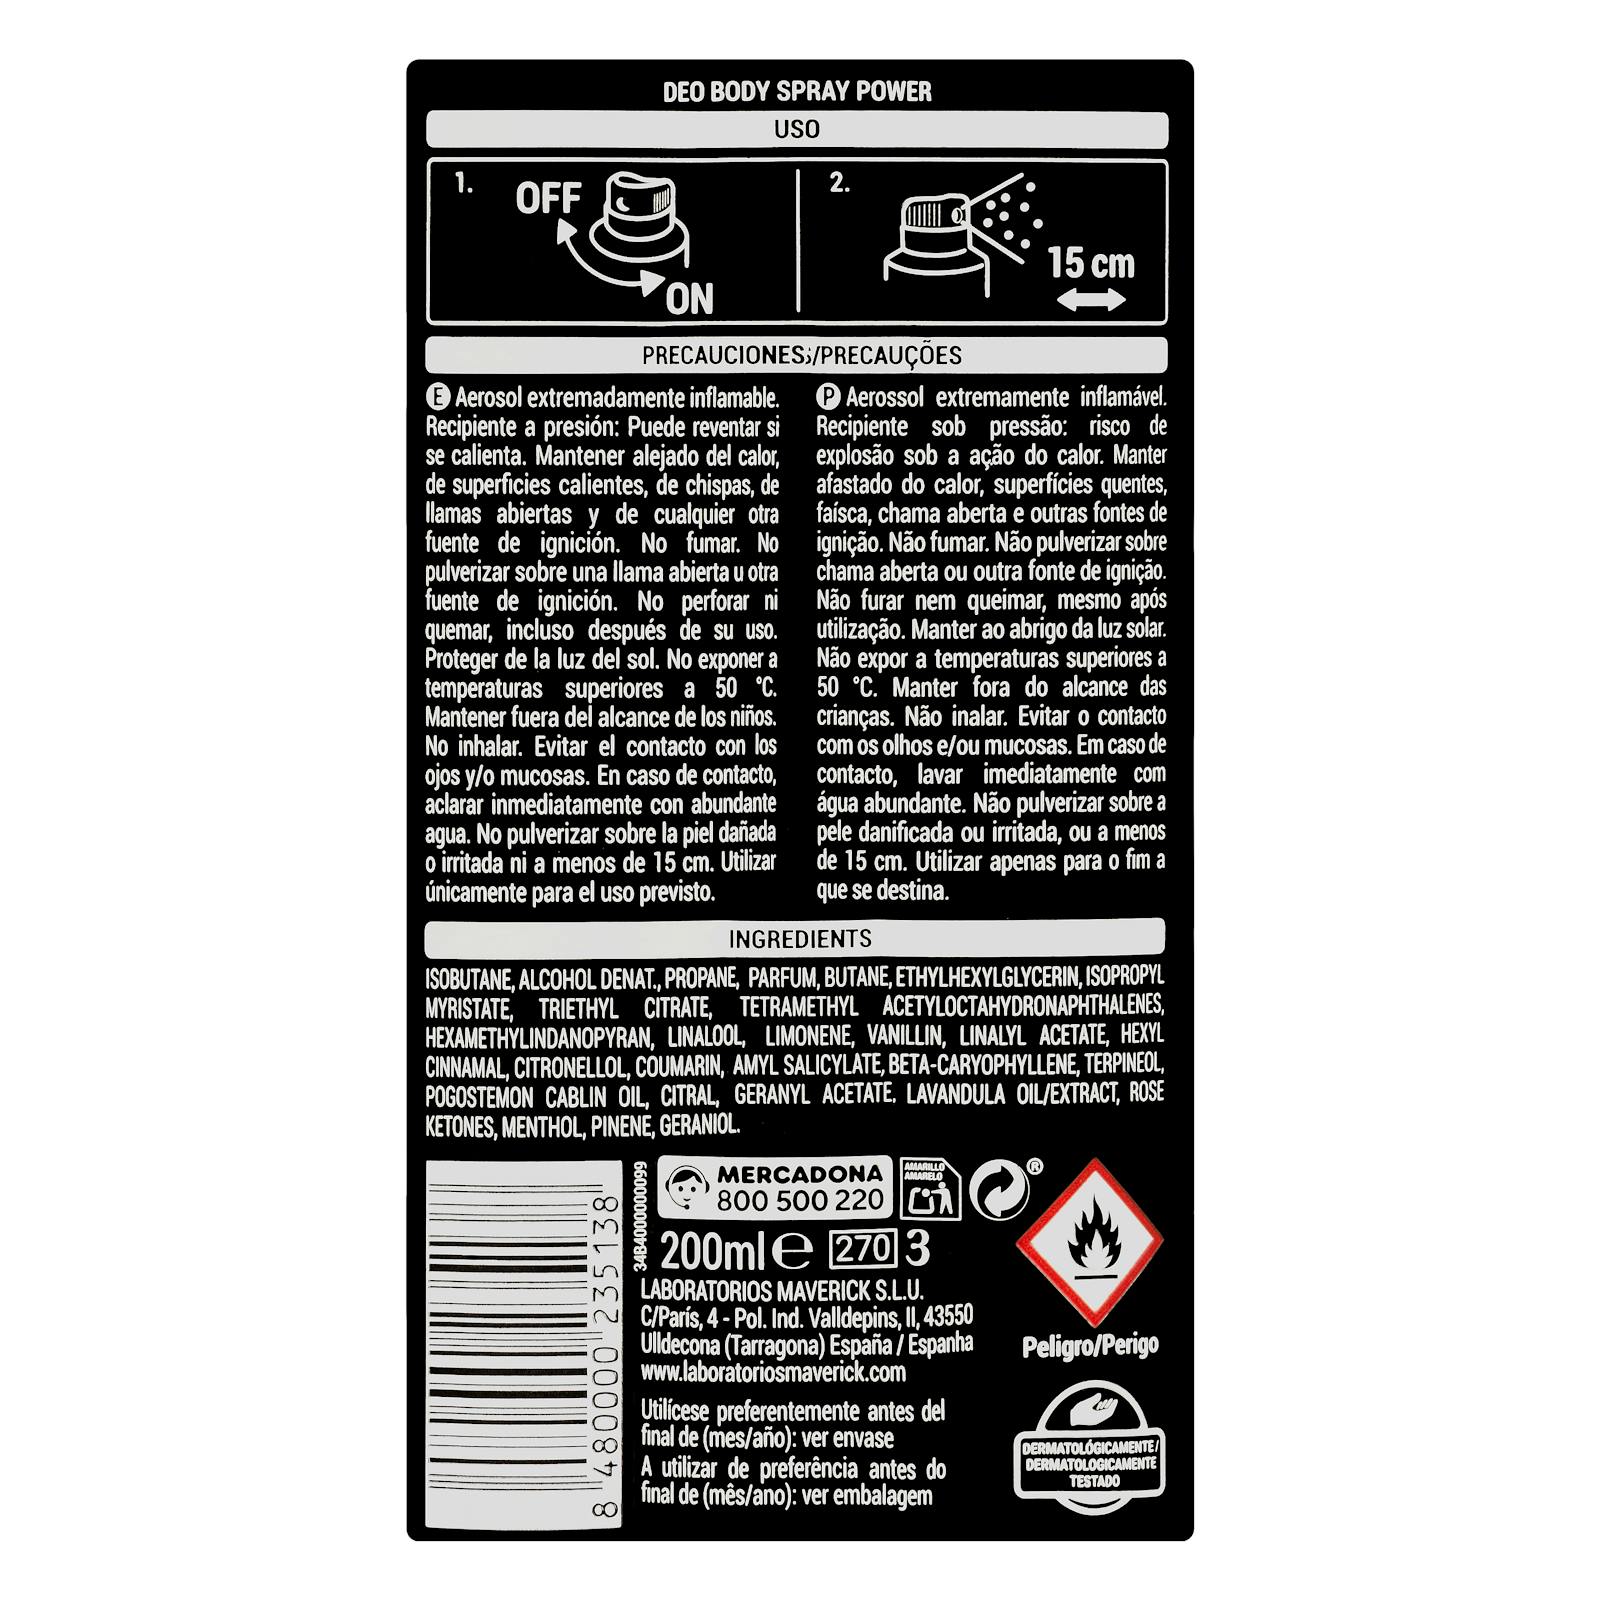 DEO BODY SPRAY POWER
USO
1.
OFF
ON
2.
15 cm
PRECAUCIONES/PRECAUÇÕES
E Aerosol extremadamente inflamable.
Recipiente a presión: Puede reventar si
se calienta. Mantener alejado del calor,
de superficies calientes, de chispas, de
llamas abiertas y de cualquier otra
fuente de ignición. No fumar. No
pulverizar sobre una llama abierta u otra
fuente de ignición. No perforar ni
quemar, incluso después de su uso.
Proteger de la luz del sol. No exponer a
temperaturas superiores a 50 °C.
Mantener fuera del alcance de los niños.
No inhalar. Evitar el contacto con los
ojos y/o mucosas. En caso de contacto,
aclarar inmediatamente con abundante
agua. No pulverizar sobre la piel dañada
o irritada ni a menos de 15 cm. Utilizar
únicamente para el uso previsto.
P Aerossol extremamente inflamável.
Recipiente sob pressão: risco de
explosão sob a ação do calor. Manter
afastado do calor, superfícies quentes,
faísca, chama aberta e outras fontes de
ignição. Não fumar. Não pulverizar sobre
chama aberta ou outra fonte de ignição.
Não furar nem queimar, mesmo após
utilização. Manter ao abrigo da luz solar.
Não expor a temperaturas superiores a
50 °C. Manter fora do alcance das
crianças. Não inalar. Evitar o contacto
com os olhos e/ou mucosas. Em caso de
contacto, lavar imediatamente com
água abundante. Não pulverizar sobre a
pele danificada ou irritada, ou a menos
de 15 cm. Utilizar apenas para o fim a
que se destina.
INGREDIENTS
ISOBUTANE, ALCOHOL DENAT., PROPANE, PARFUM, BUTANE, ETHYLHEXYLGLYCERIN, ISOPROPYL
MYRISTATE, TRIETHYL CITRATE, TETRAMETHYL ACETYLOCTAHYDRONAPHTHALENES,
HEXAMETHYLINDANOPYRAN, LINALOOL, LIMONENE, VANILLIN, LINALYL ACETATE, HEXYL
CINNAMAL, CITRONELLOL, COUMARIN, AMYL SALICYLATE, BETA-CARYOPHYLLENE, TERPINEOL,
POGOSTEMON CABLIN OIL, CITRAL, GERANYL ACETATE. LAVANDULA OIL/EXTRACT, ROSE
KETONES, MENTHOL, PINENE, GERANIOL.
8 480000 235138
34B4000000099
MERCADONA
800 500 220
AMARILLO
AMARELO
®
200ml e 270 3
LABORATORIOS MAVERICK S.L.U.
C/París, 4 - Pol. Ind. Valldepins, II, 43550
Ulldecona (Tarragona) España / Espanha
www.laboratoriosmaverick.com
Utilícese preferentemente antes del
final de (mes/año): ver envase
A utilizar de preferência antes do
final de (mês/ano): ver embalagem
Peligro/Perigo
DERMATOLÓGICAMENTE/
DERMATOLOGICAMENTE
TESTADO